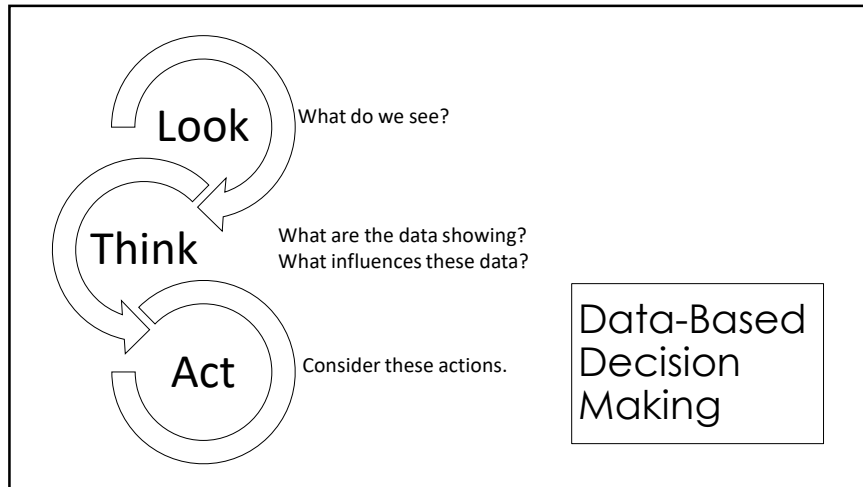 Look
What do we see?
Think
What are the data showing?
What influences these data?
Act
Consider these actions.
Data-Based
Decision
Making